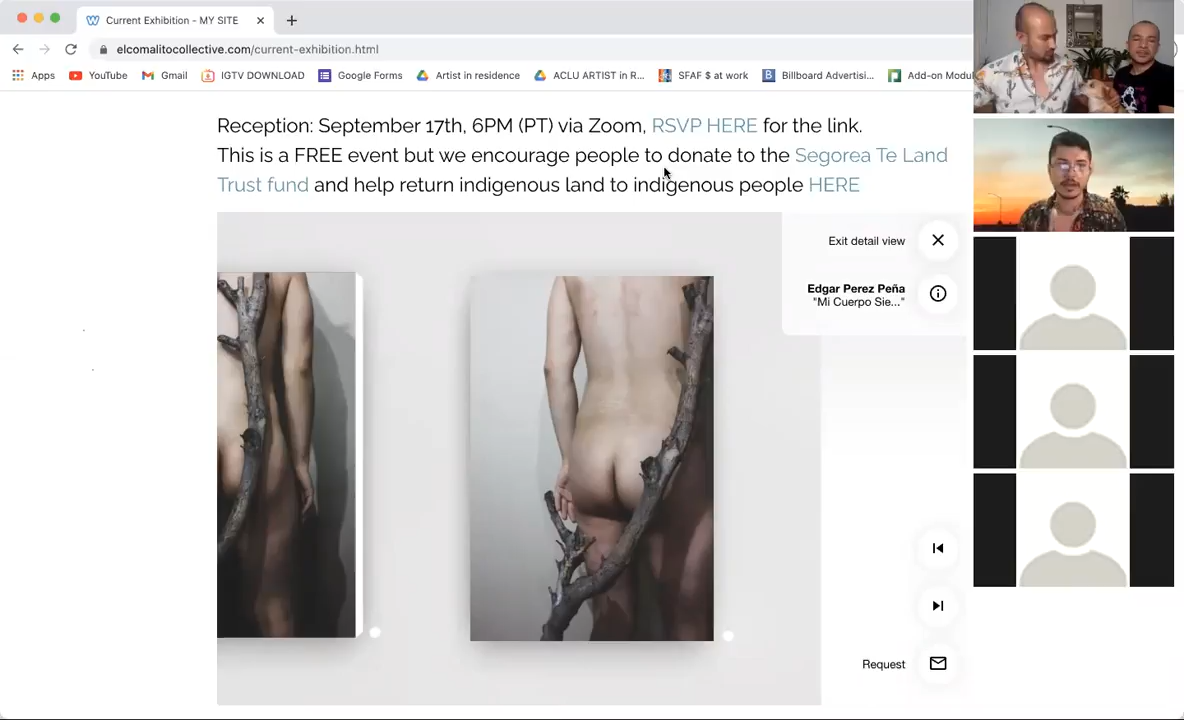 Current Exhibition - MY SITE
elcomalitocollective.com/current-exhibition.html
Apps YouTube Gmail IGTV DOWNLOAD Google Forms Artist in residence ACLU ARTIST in R... SFAF $ at work Billboard Advertisi... Add-on Modu
Reception: September 17th, 6PM (PT) via Zoom, RSVP HERE for the link.
This is a FREE event but we encourage people to donate to the Segorea Te Land
Trust fund and help return indigenous land to indigenous people HERE
Exit detail view
Edgar Perez Peña
"Mi Cuerpo Sie..."
Request